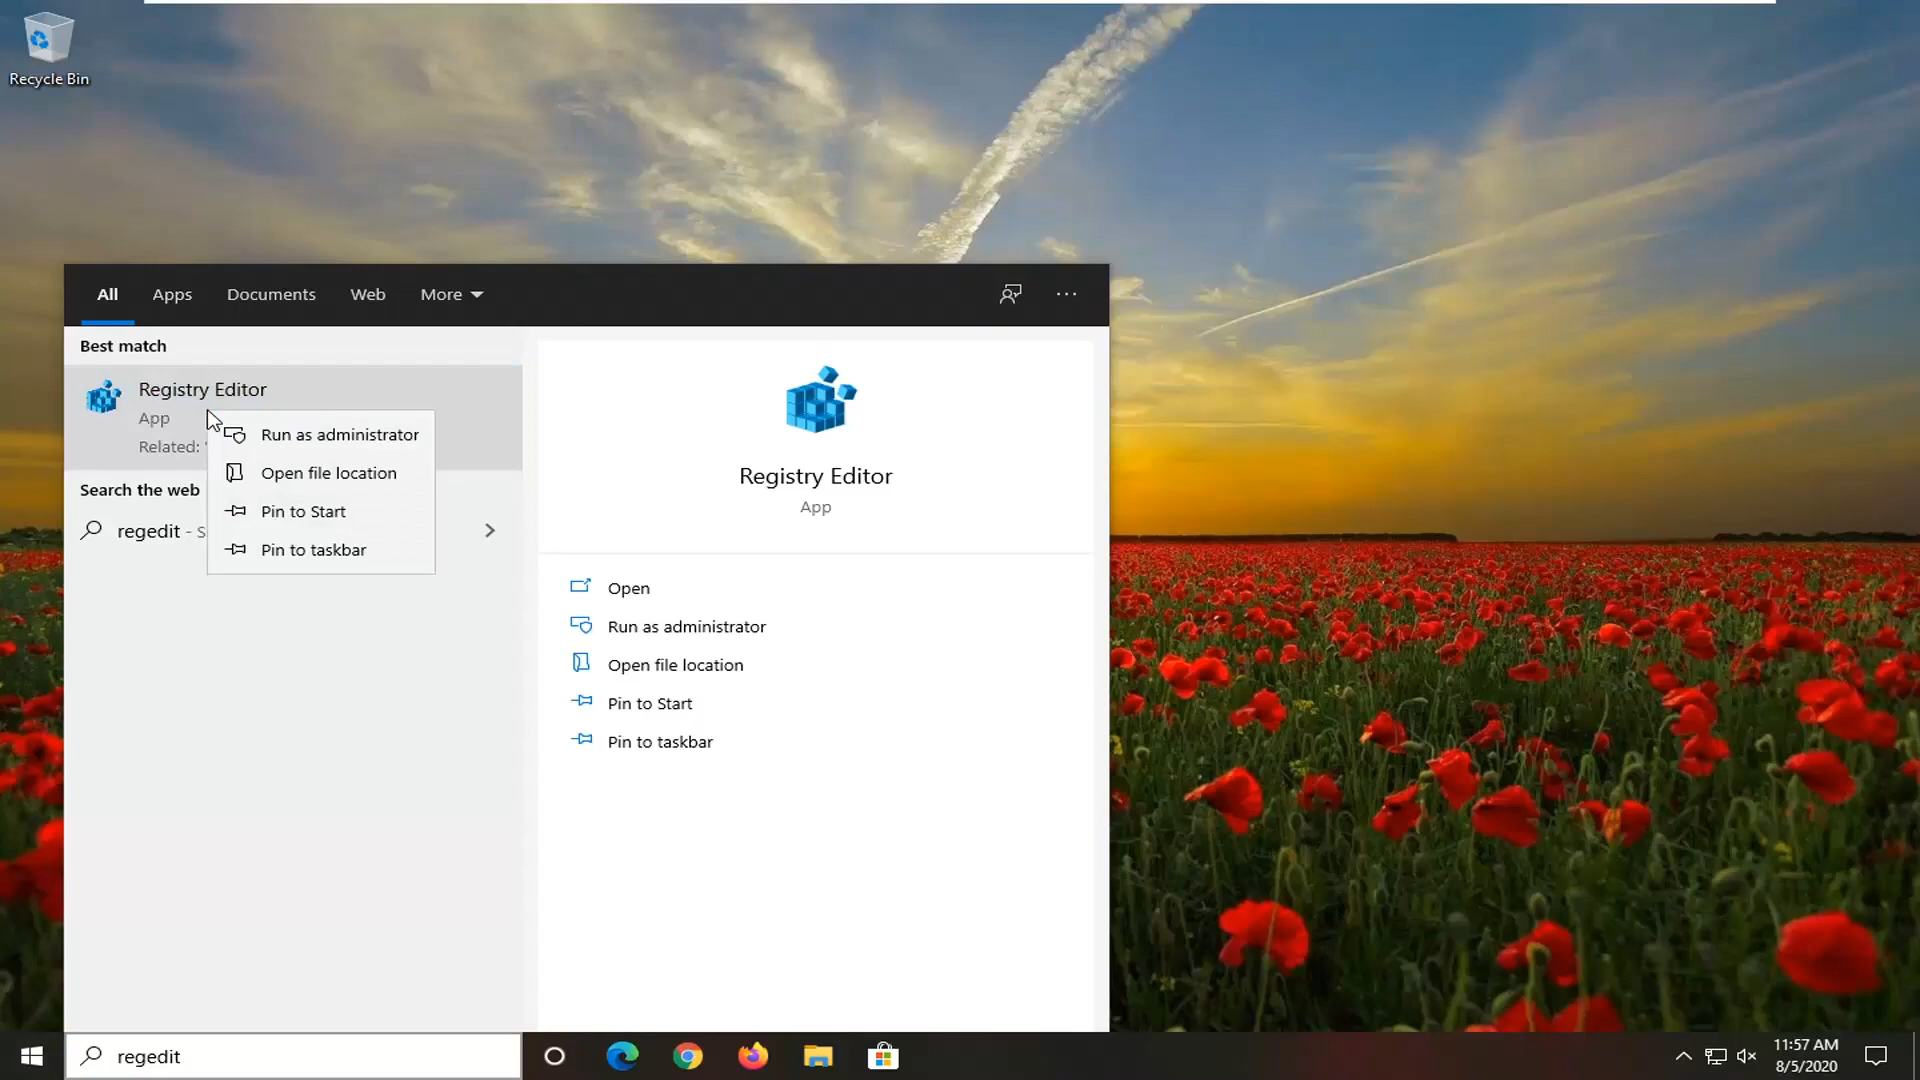 Recycle Bin
All Apps Documents Web More
Best match
Registry Editor
App
Related:
Run as administrator
Open file location
Pin to Start
Pin to taskbar
Search the web
regedit - S
Registry Editor
App
Open
Run as administrator
Open file location
Pin to Start
Pin to taskbar
regedit
11:57 AM
8/5/2020